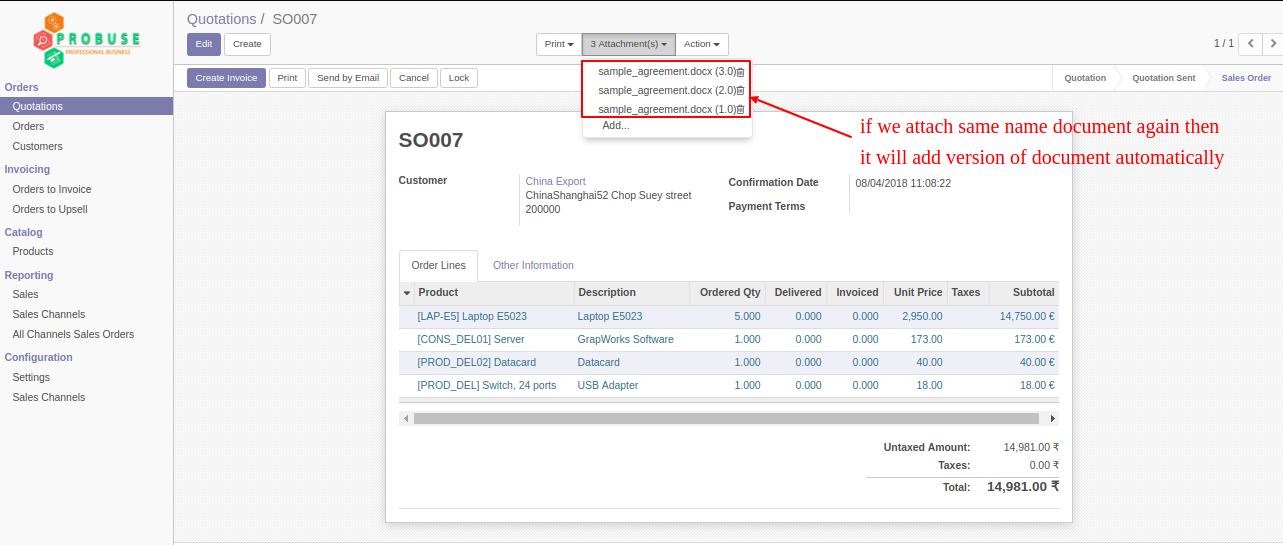 PROBUSE
PROFESSIONAL BUSINESS
Quotations / SO007
Edit Create
Print 3 Attachment(s) Action
1 / 1
Create Invoice Print Send by Email Cancel Lock
Quotation Quotation Sent Sales Order
sample_agreement.docx (3.0)
sample_agreement.docx (2.0)
sample_agreement.docx (1.0)
Add...
if we attach same name document again then
it will add version of document automatically
Orders
Quotations
Orders
Customers
Invoicing
Orders to Invoice
Orders to Upsell
Catalog
Products
Reporting
Sales
Sales Channels
All Channels Sales Orders
Configuration
Settings
Sales Channels
SO007
Customer
China Export
ChinaShanghai52 Chop Suey street
200000
Confirmation Date 08/04/2018 11:08:22
Payment Terms
Order Lines Other Information
Product Description Ordered Qty Delivered Invoiced Unit Price Taxes Subtotal
[LAP-E5] Laptop E5023 Laptop E5023 5.000 0.000 0.000 2,950.00 14,750.00 €
[CONS_DEL01] Server GrapWorks Software 1.000 0.000 0.000 173.00 173.00 €
[PROD_DEL02] Datacard Datacard 1.000 0.000 0.000 40.00 40.00 €
[PROD_DEL] Switch, 24 ports USB Adapter 1.000 0.000 0.000 18.00 18.00 €
Untaxed Amount: 14,981.00 ₹
Taxes: 0.00 ₹
Total: 14,981.00 ₹